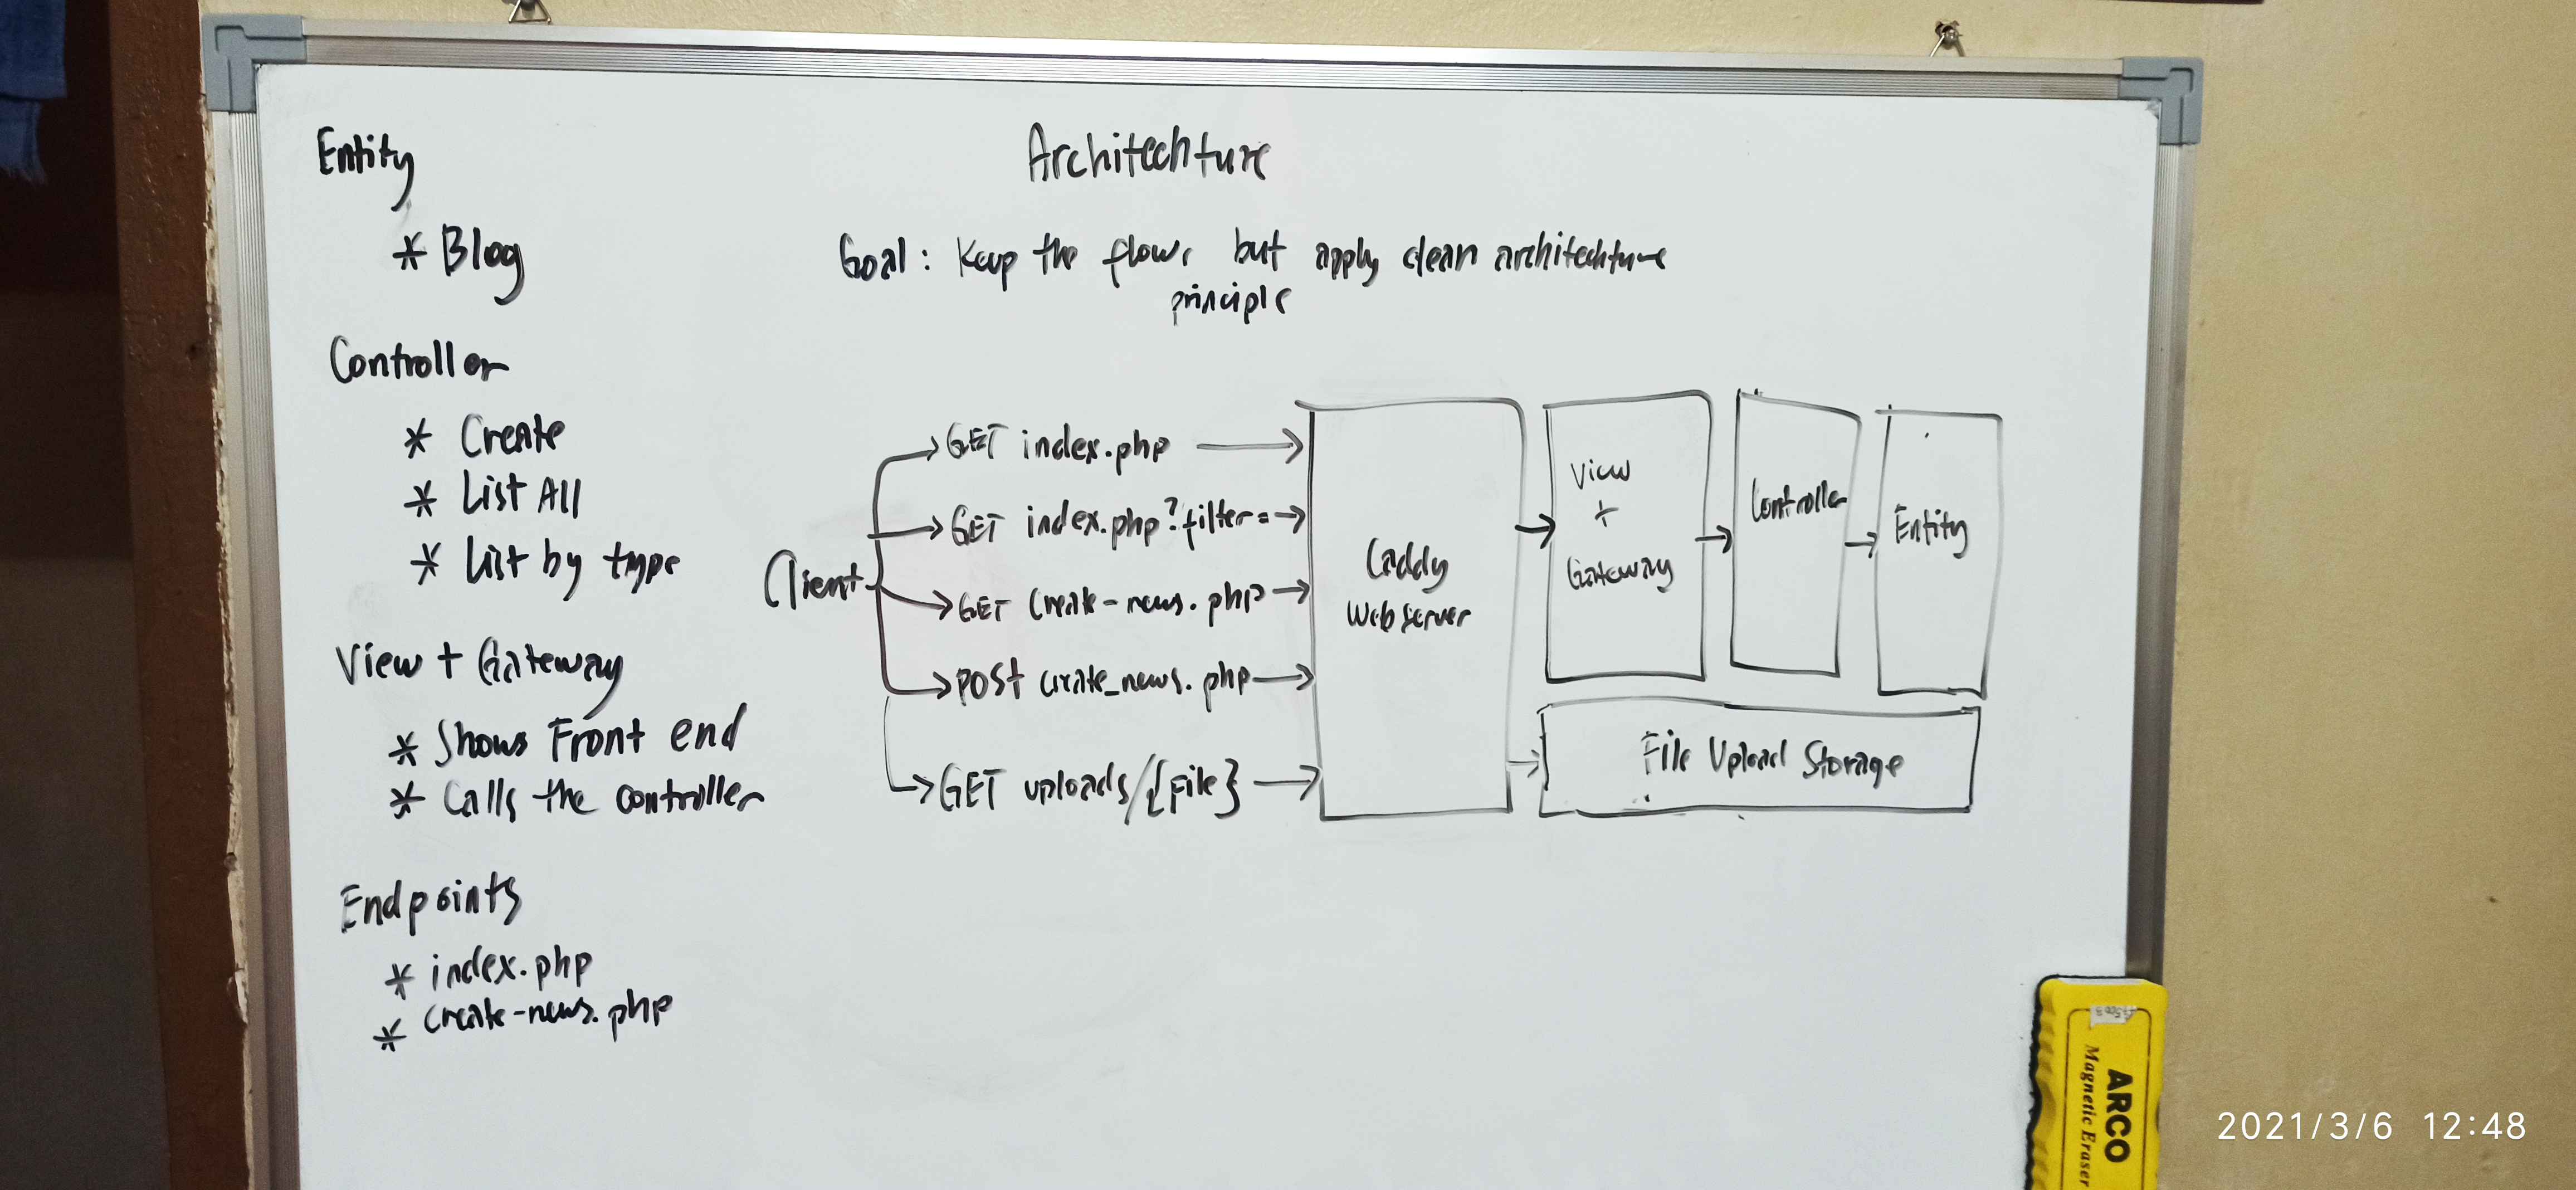 Entity
* Blog
Controller
* Create
* List All
* List by type
View + Gateway
* Shows Front end
* Calls the controller
Endpoints
* index.php
* create-news.php
Architechture
Goal: Keep the flow, but apply clean architechture
principle
Client
GET index.php
GET index.php?filter=
GET create-news.php
POST create_news.php
GET uploads/{file}
Caddy
Web server
View
+
Gateway
Controller
Entity
File Upload Storage
ARCO
Magnetic Eraser
2021/3/6 12:48